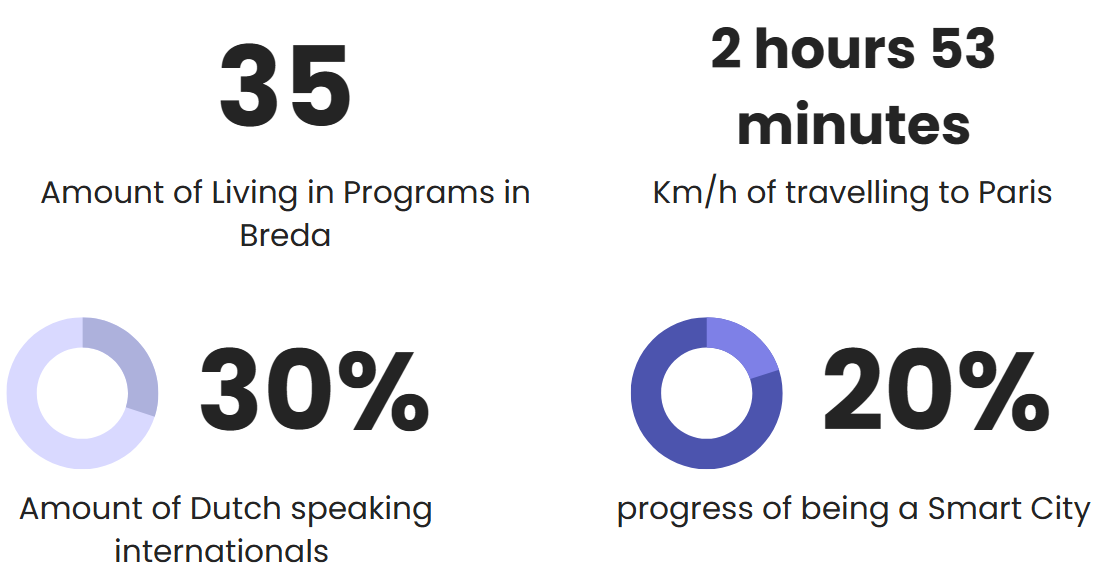 35
Amount of Living in Programs in
Breda
2 hours 53
minutes
Km/h of travelling to Paris
30%
Amount of Dutch speaking
internationals
20%
progress of being a Smart City